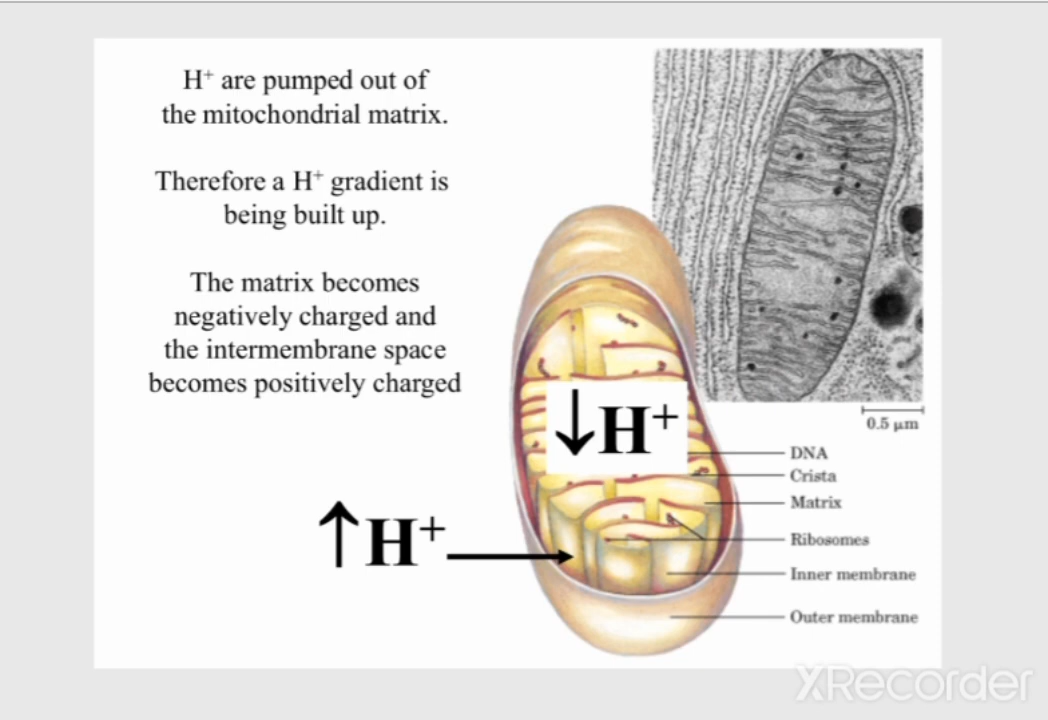 H⁺ are pumped out of
the mitochondrial matrix.
Therefore a H⁺ gradient is
being built up.
The matrix becomes
negatively charged and
the intermembrane space
becomes positively charged
↓H⁺
↑H⁺
0.5 μm
DNA
Crista
Matrix
Ribosomes
Inner membrane
Outer membrane
XRecorder